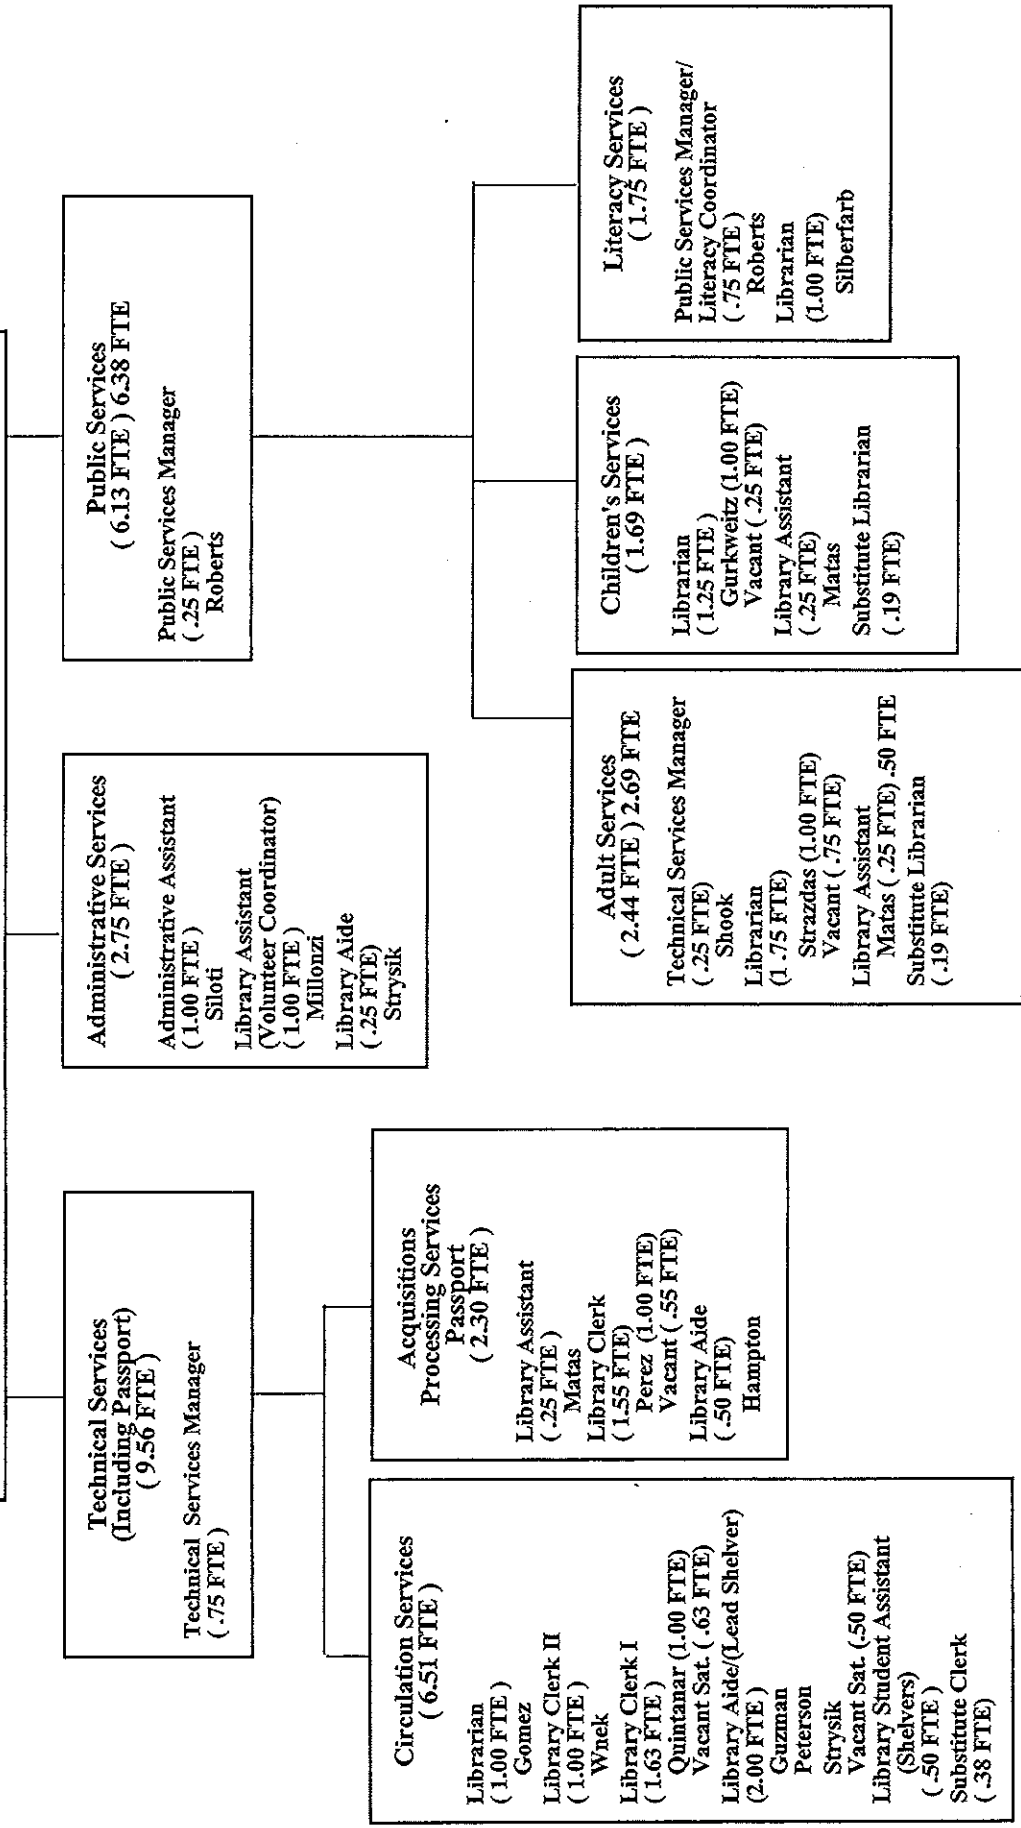 Technical Services
(Including Passport)
( 9.56 FTE )
Technical Services Manager
( .75 FTE )
Administrative Services
( 2.75 FTE )
Administrative Assistant
( 1.00 FTE )
Siloti
Library Assistant
(Volunteer Coordinator)
( 1.00 FTE )
Millonzi
Library Aide
( .25 FTE)
Strysik
Public Services
( 6.13 FTE ) 6.38 FTE
Public Services Manager
( .25 FTE )
Roberts
Circulation Services
( 6.51 FTE )
Librarian
( 1.00 FTE )
Gomez
Library Clerk II
( 1.00 FTE )
Wnek
Library Clerk I
( 1.63 FTE )
Quintanar (1.00 FTE)
Vacant Sat. ( .63 FTE)
Library Aide/(Lead Shelver)
(2.00 FTE )
Guzman
Peterson
Strysik
Vacant Sat. (.50 FTE)
Library Student Assistant
(Shelvers)
( .50 FTE )
Substitute Clerk
( .38 FTE)
Acquisitions
Processing Services
Passport
( 2.30 FTE )
Library Assistant
( .25 FTE )
Matas
Library Clerk
( 1.55 FTE)
Perez (1.00 FTE)
Vacant ( .55 FTE)
Library Aide
( .50 FTE)
Hampton
Adult Services
( 2.44 FTE ) 2.69 FTE
Technical Services Manager
( .25 FTE)
Shook
Librarian
(1.75 FTE)
Strazdas (1.00 FTE)
Vacant ( .75 FTE)
Library Assistant
Matas ( .25 FTE) .50 FTE
Substitute Librarian
( .19 FTE)
Children's Services
( 1.69 FTE )
Librarian
( 1.25 FTE )
Gurkweitz (1.00 FTE)
Vacant ( .25 FTE)
Library Assistant
( .25 FTE)
Matas
Substitute Librarian
( .19 FTE)
Literacy Services
( 1.75 FTE )
Public Services Manager/
Literacy Coordinator
( .75 FTE )
Roberts
Librarian
(1.00 FTE)
Silberfarb